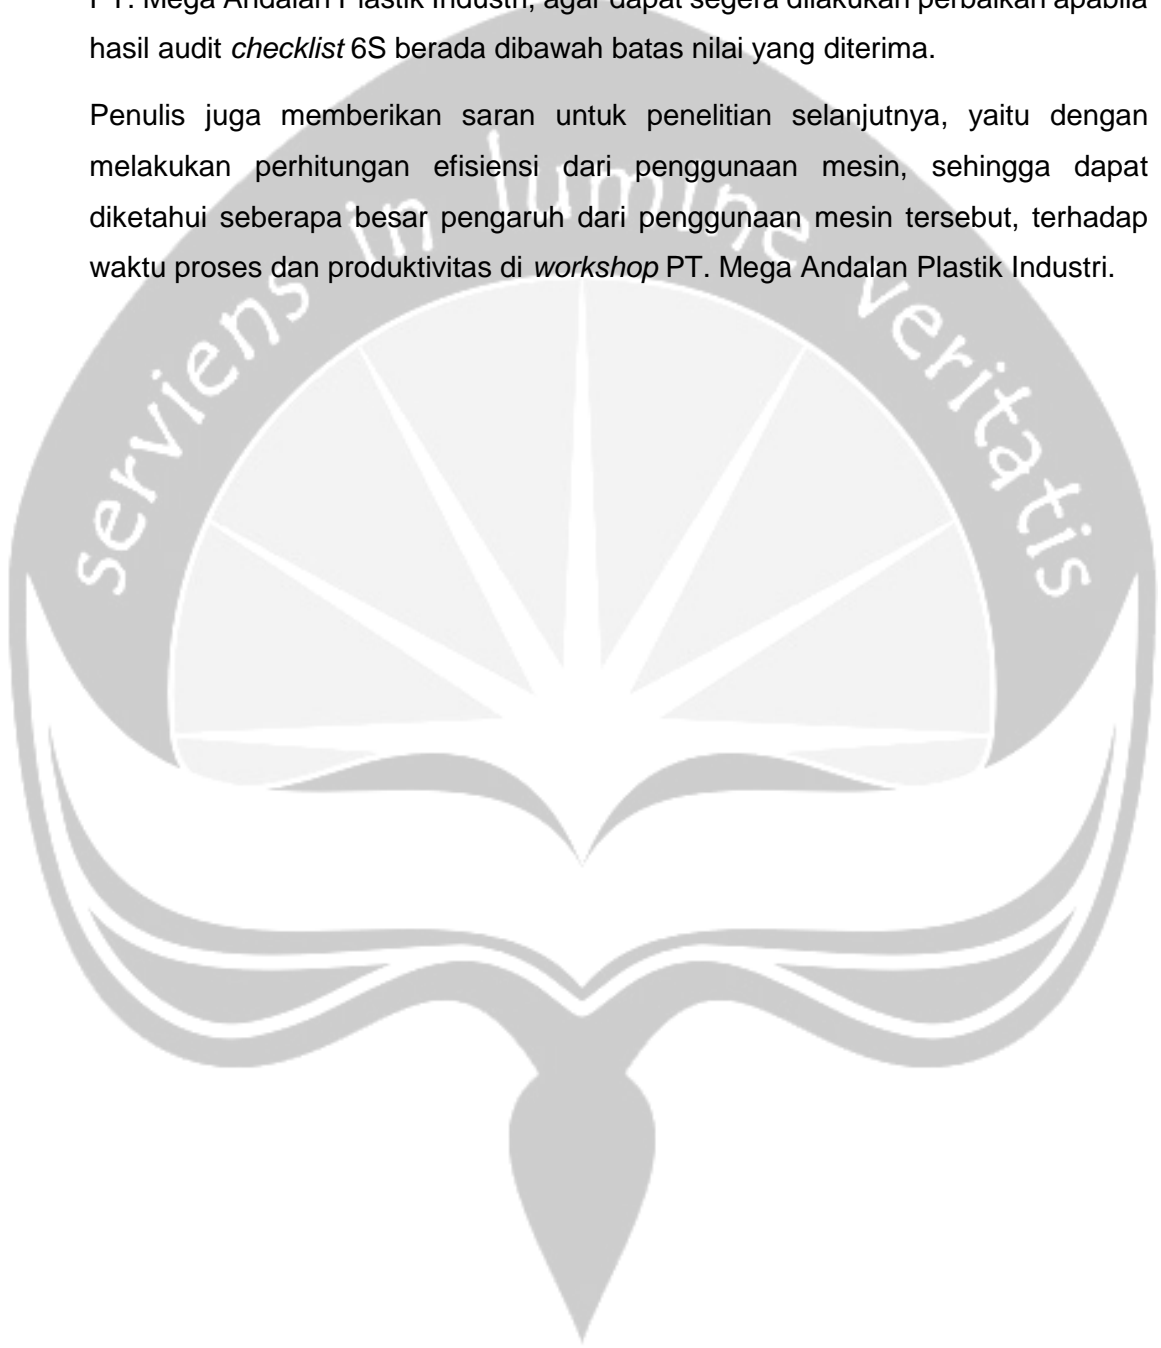 PT. Mega Andalan Plastik Industri, agar dapat segera dilakukan perbaikan apabila
hasil audit checklist 6S berada dibawah batas nilai yang diterima.
Penulis juga memberikan saran untuk penelitian selanjutnya, yaitu dengan
melakukan perhitungan efisiensi dari penggunaan mesin, sehingga dapat
diketahui seberapa besar pengaruh dari penggunaan mesin tersebut, terhadap
waktu proses dan produktivitas di workshop PT. Mega Andalan Plastik Industri.
serviens in lumine veritatis